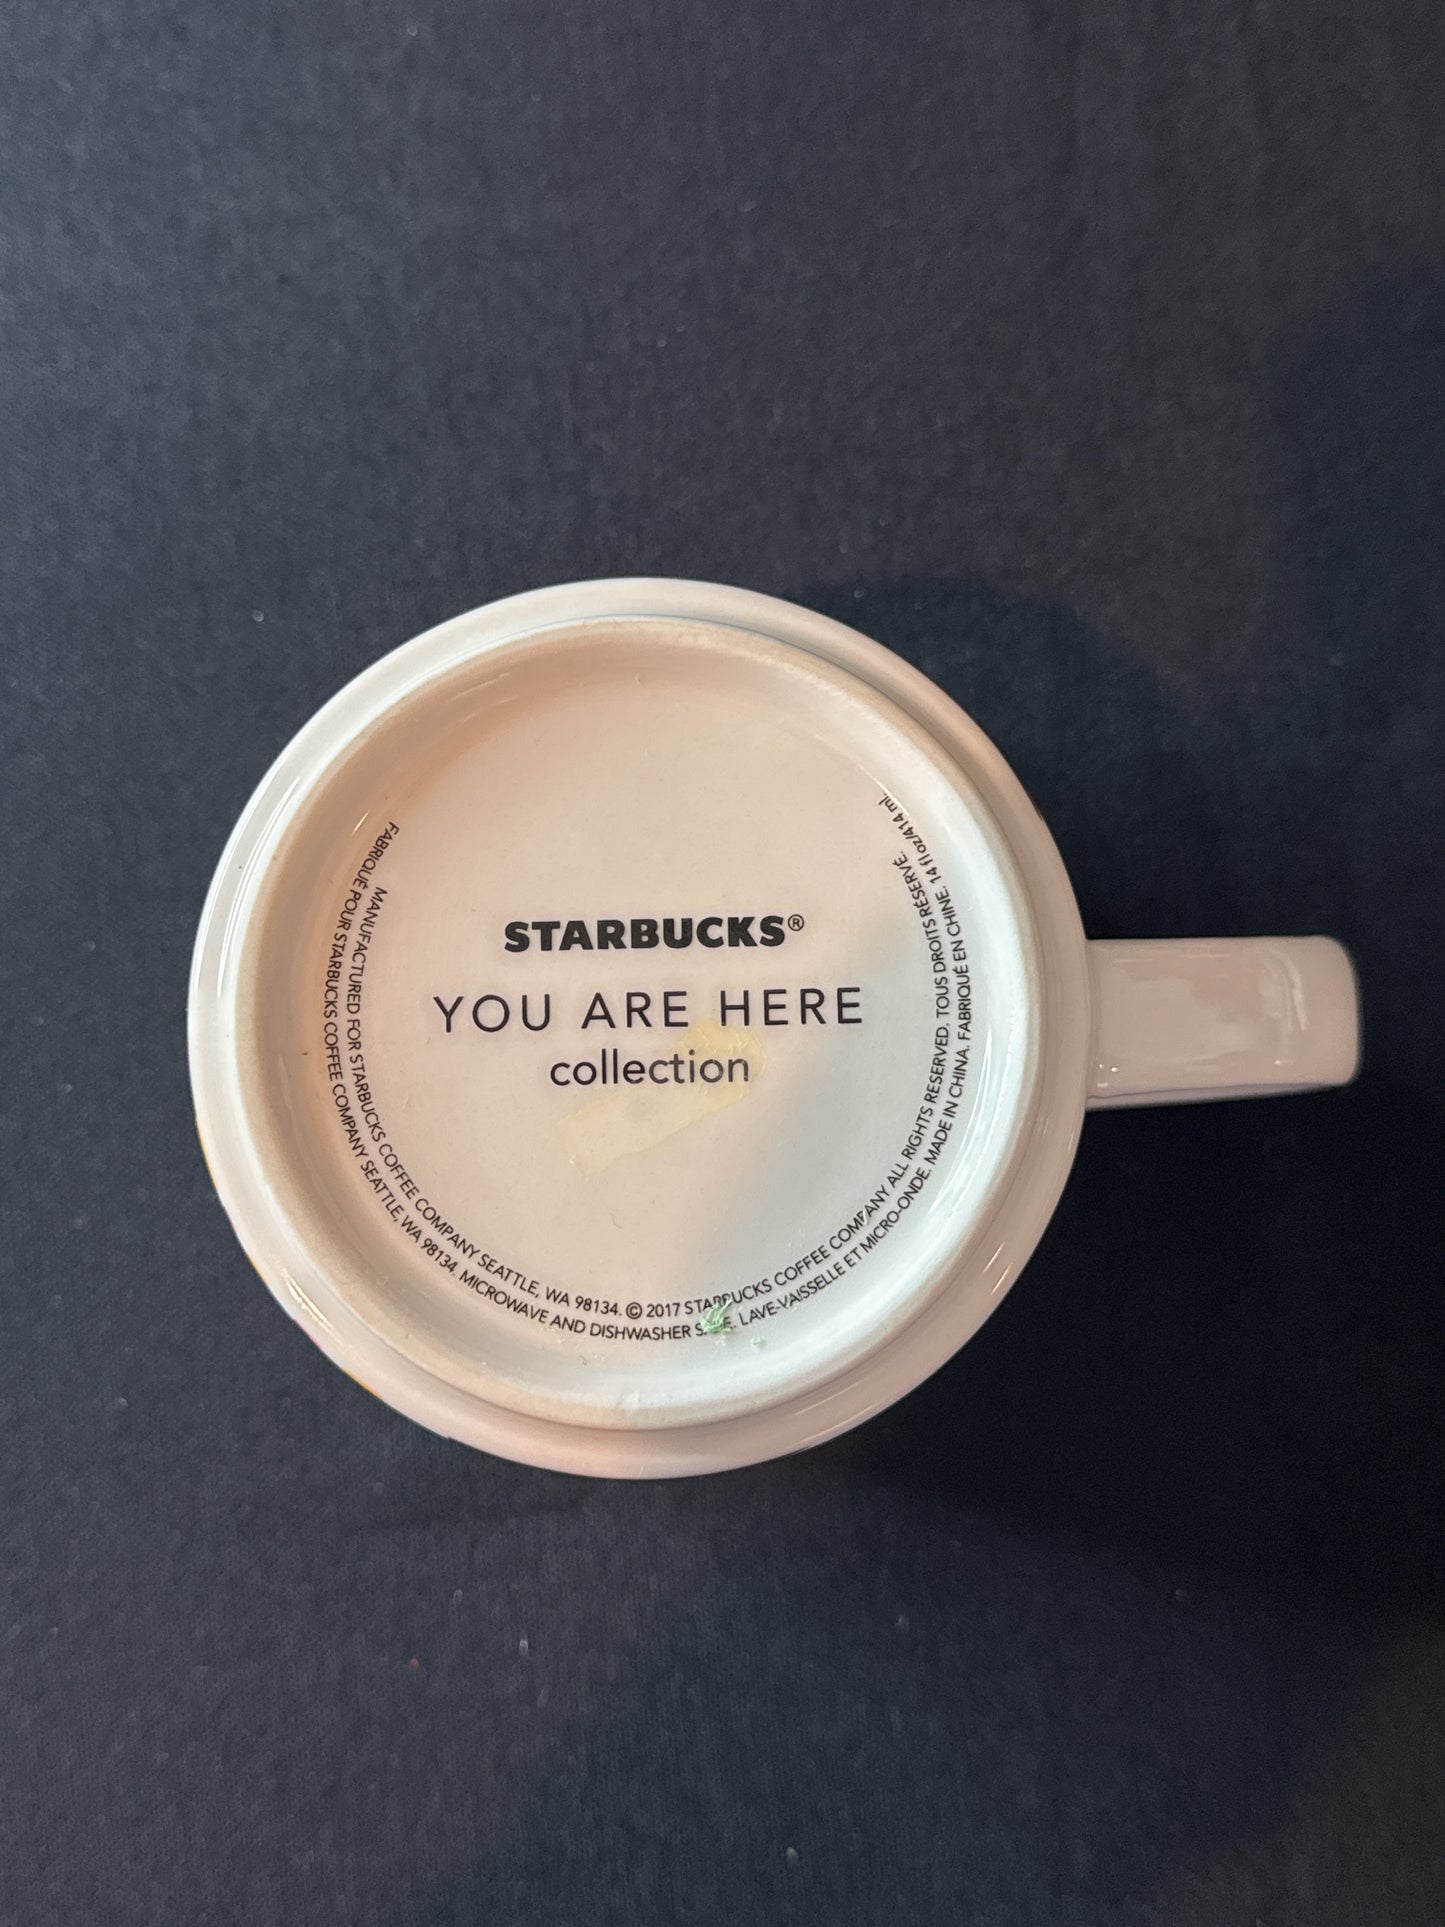 STARBUCKS®
YOU ARE HERE
collection
MANUFACTURED FOR STARBUCKS COFFEE COMPANY SEATTLE, WA 98134. © 2017 STARBUCKS COFFEE COMPANY ALL RIGHTS RESERVED. TOUS DROITS RÉSERVÉ.
FABRIQUÉ POUR STARBUCKS COFFEE COMPANY SEATTLE, WA 98134. MICROWAVE AND DISHWASHER SAFE. LAVE-VAISSELLE ET MICRO-ONDE. MADE IN CHINA. FABRIQUÉ EN CHINE. 14 fl oz/414 ml.